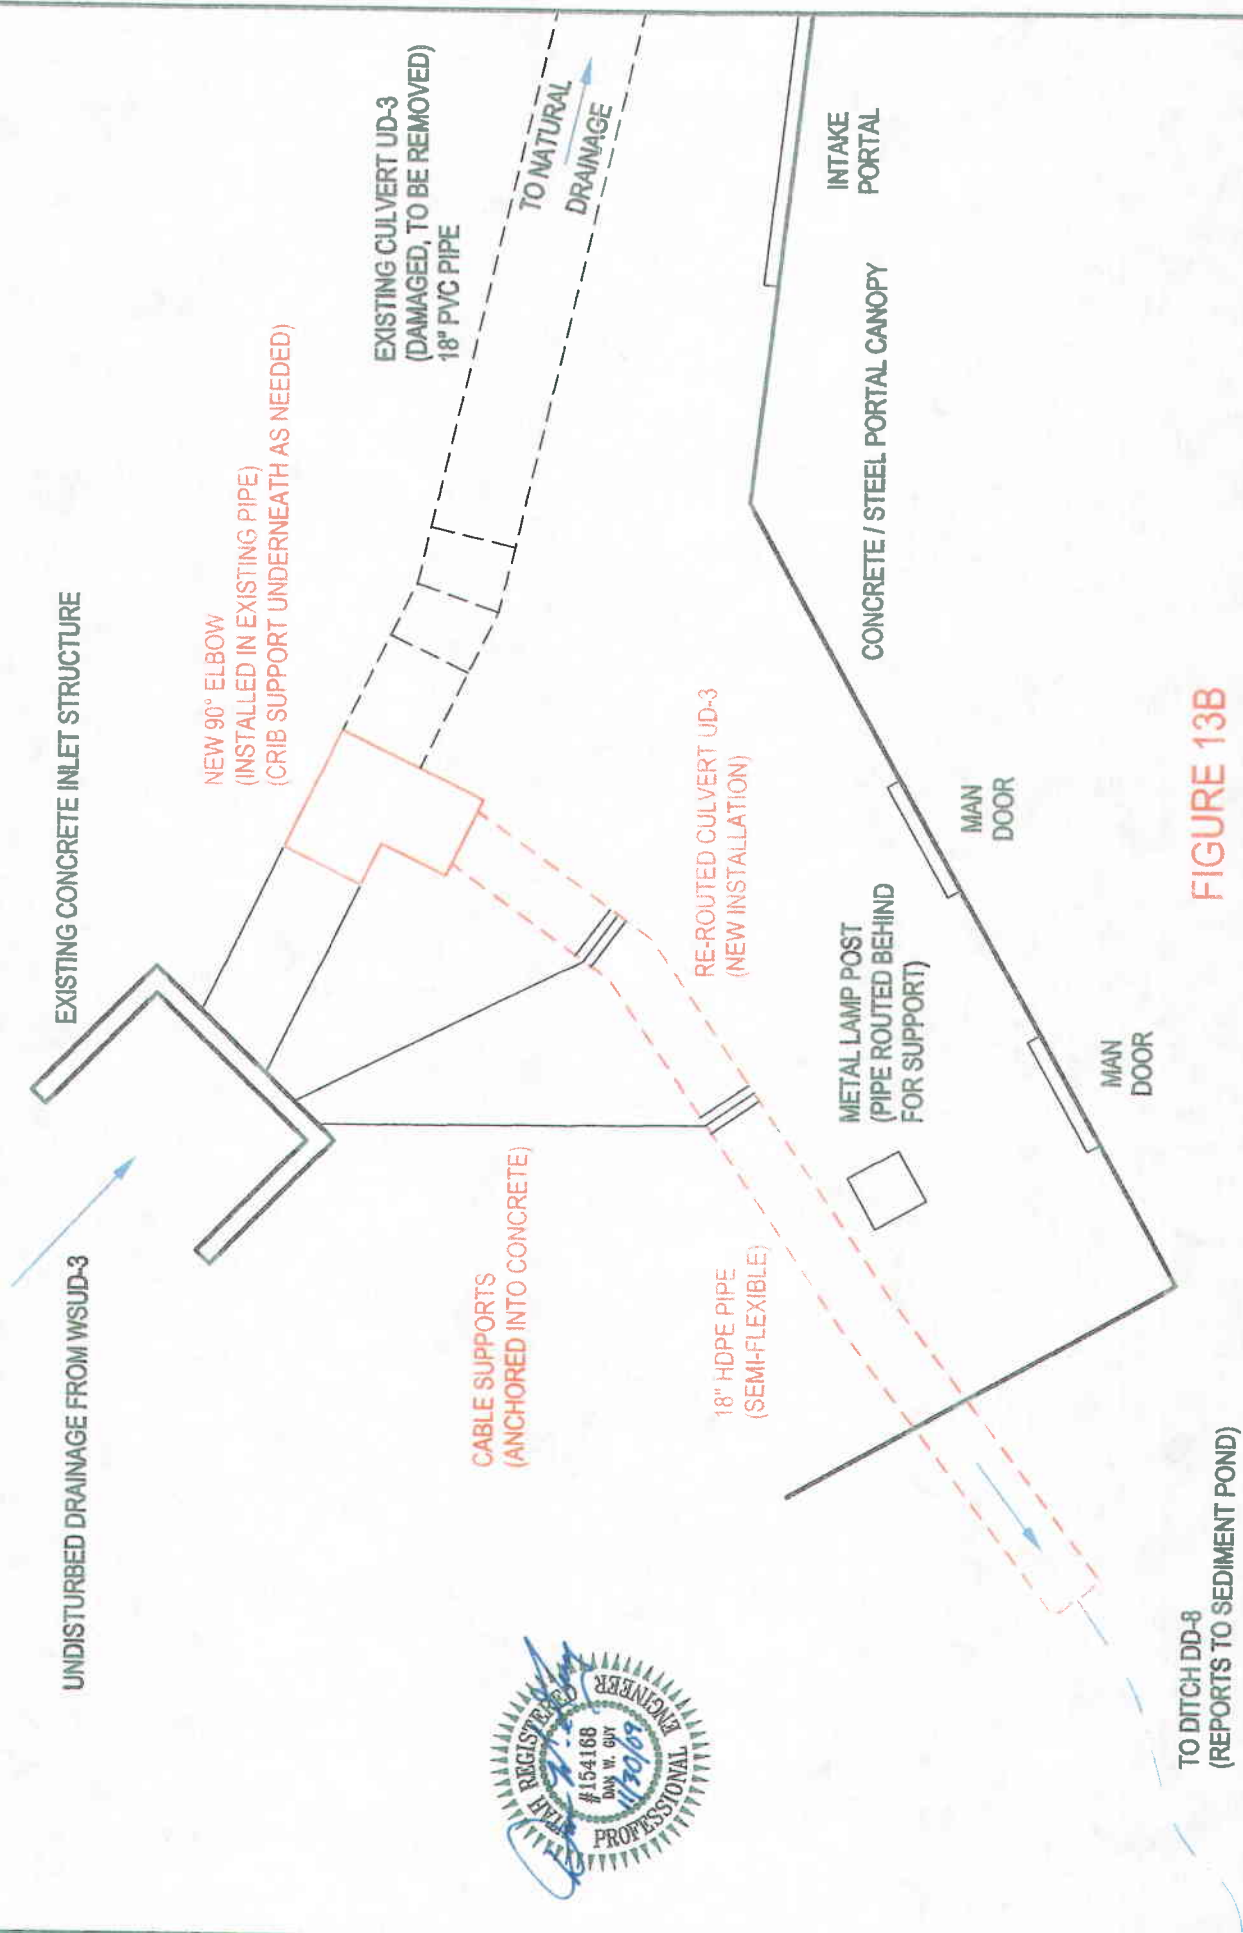 UNDISTURBED DRAINAGE FROM WSUD-3
EXISTING CONCRETE INLET STRUCTURE
NEW 90° ELBOW
(INSTALLED IN EXISTING PIPE)
(CRIB SUPPORT UNDERNEATH AS NEEDED)
EXISTING CULVERT UD-3
(DAMAGED, TO BE REMOVED)
18" PVC PIPE
TO NATURAL
DRAINAGE
CABLE SUPPORTS
(ANCHORED INTO CONCRETE)
RE-ROUTED CULVERT UD-3
(NEW INSTALLATION)
18" HDPE PIPE
(SEMI-FLEXIBLE)
METAL LAMP POST
(PIPE ROUTED BEHIND
FOR SUPPORT)
INTAKE
PORTAL
CONCRETE / STEEL PORTAL CANOPY
MAN
DOOR
MAN
DOOR
TO DITCH DD-8
(REPORTS TO SEDIMENT POND)
UTAH REGISTERED
#154168
DAN W. GUY
11/30/09
PROFESSIONAL ENGINEER
FIGURE 13B